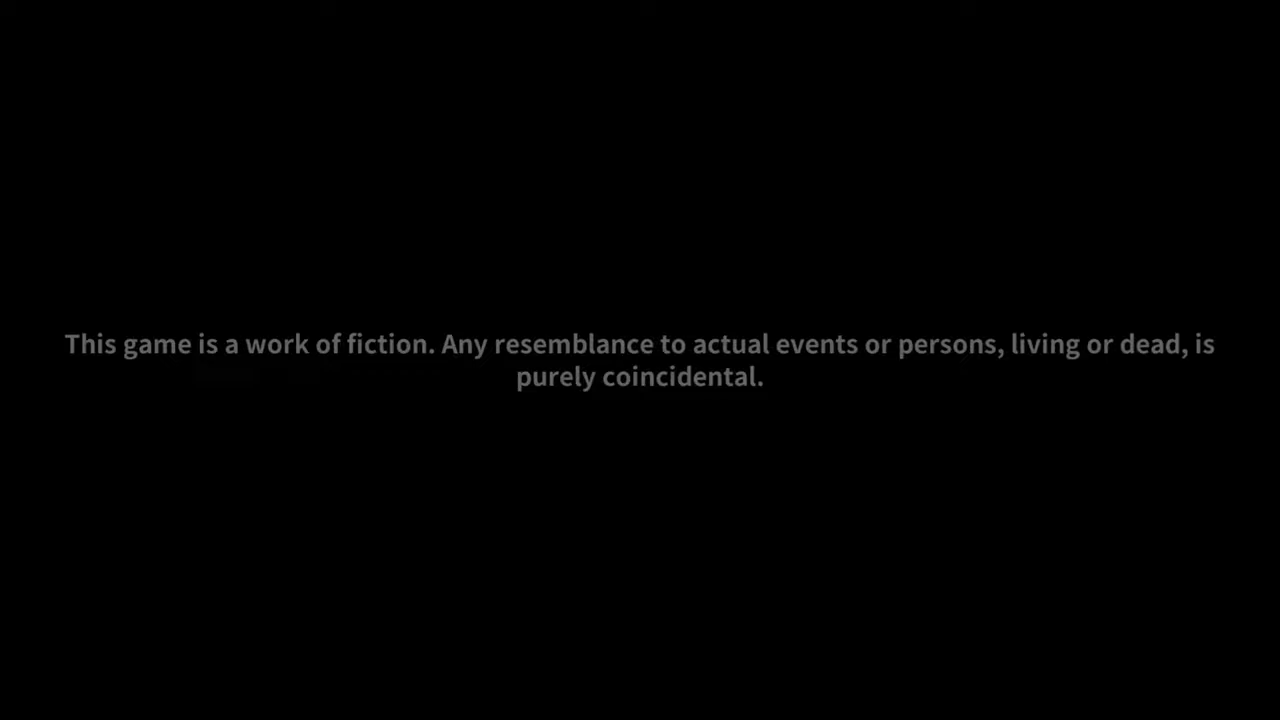 This game is a work of fiction. Any resemblance to actual events or persons, living or dead, is
purely coincidental.